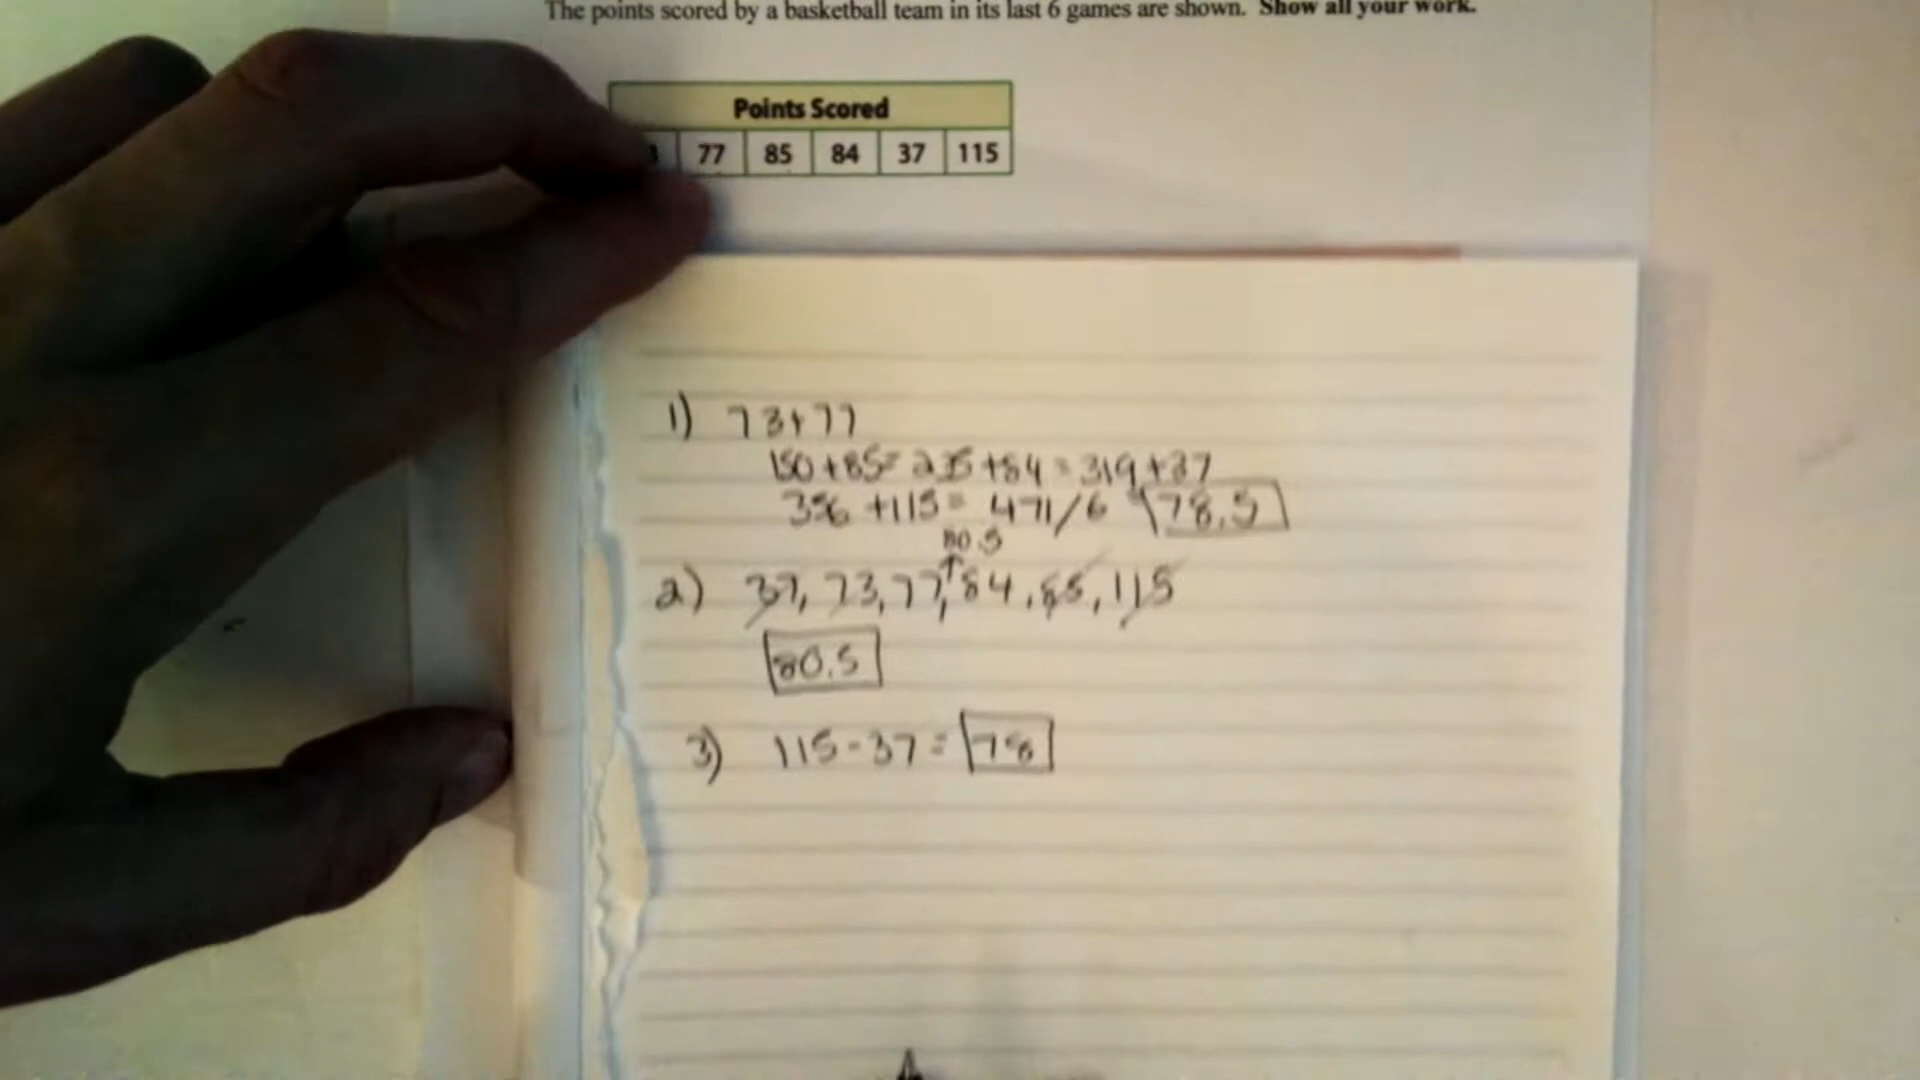 The points scored by a basketball team in its last 6 games are shown. Show all your work.
Points Scored
77 85 84 37 115
1) 73+77
150+85= 235+84 = 319+37
356 +115= 471/6 78.5
80.5
2) 37, 73, 77, 84, 85, 115
80.5
3) 115-37= 78